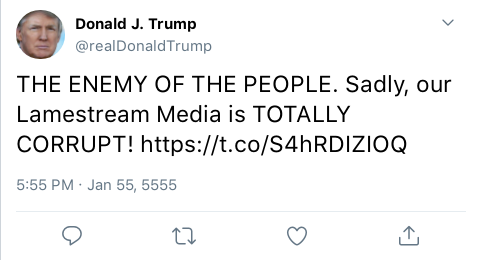 Donald J. Trump
@realDonaldTrump
THE ENEMY OF THE PEOPLE. Sadly, our
Lamestream Media is TOTALLY
CORRUPT! https://t.co/S4hRDIZIOQ
5:55 PM · Jan 55, 5555